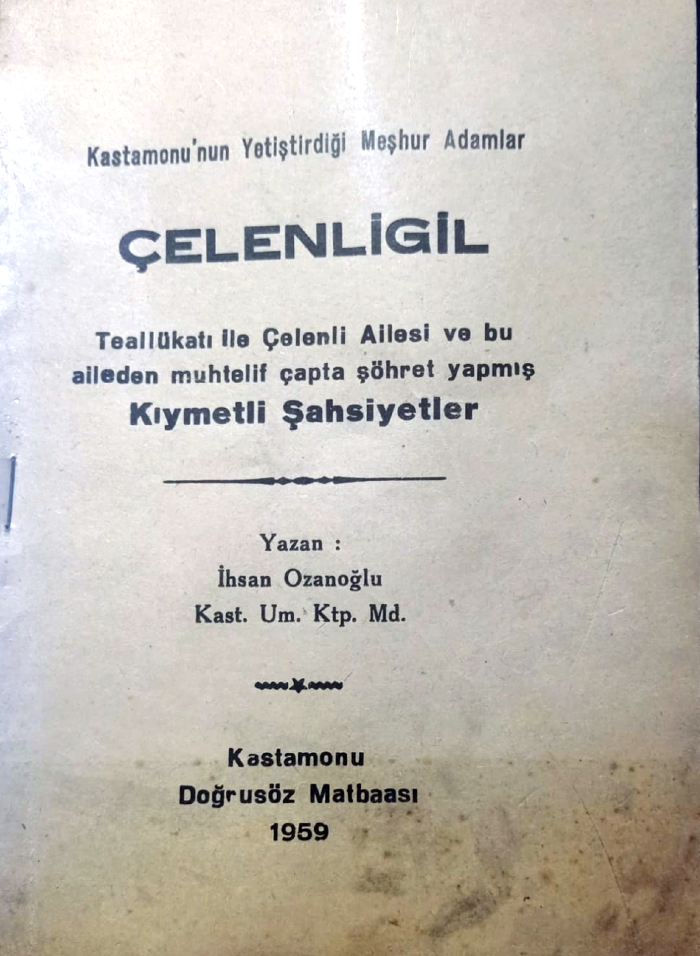 Kastamonu'nun Yetiştirdiği Meşhur Adamlar
ÇELENLİGİL
Teallûkatı ile Çelenli Ailesi ve bu
aileden muhtelif çapta şöhret yapmış
Kıymetli Şahsiyetler
Yazan :
İhsan Ozanoğlu
Kast. Um. Ktp. Md.
Kastamonu
Doğrusöz Matbaası
1959